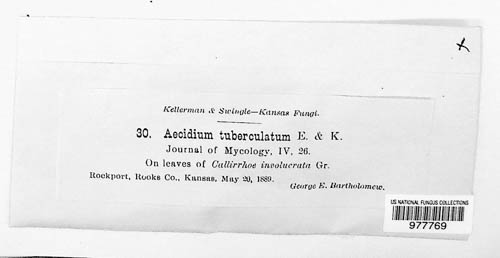 x
Kellerman & Swingle—Kansas Fungi.
30. Aecidium tuberculatum E. & K.
Journal of Mycology, IV, 26.
On leaves of Callirrhoe involucrata Gr.
Rockport, Rooks Co., Kansas, May 20, 1889.
George E. Bartholomew.
US NATIONAL FUNGUS COLLECTIONS
977769